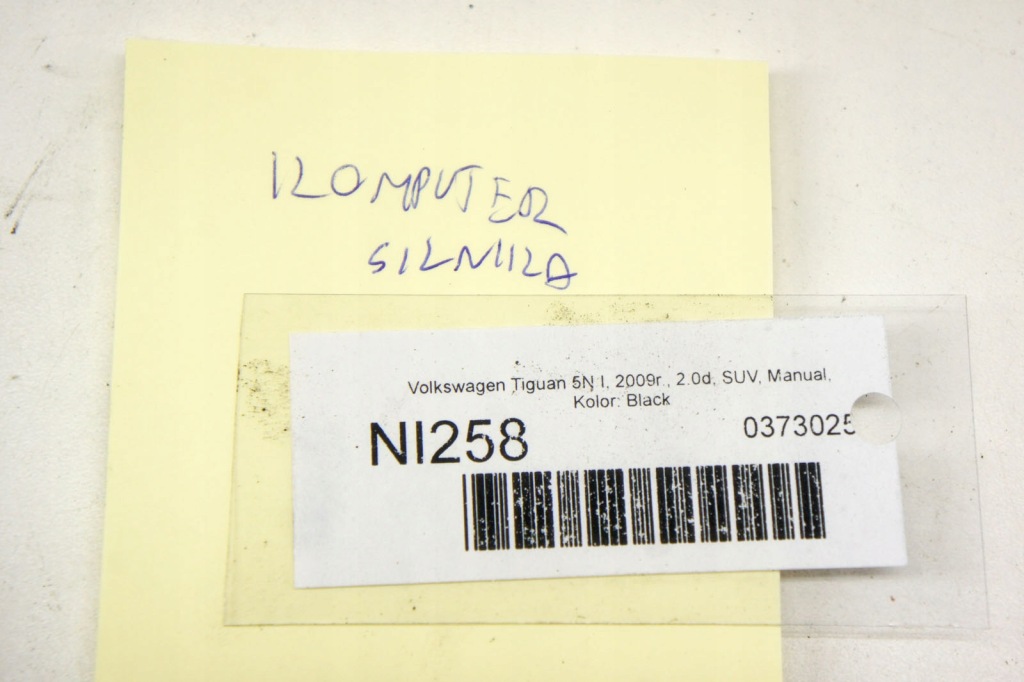 KOMPUTER
SILNIKA
Volkswagen Tiguan 5N I, 2009r., 2.0d, SUV, Manual,
Kolor: Black
NI258
0373025